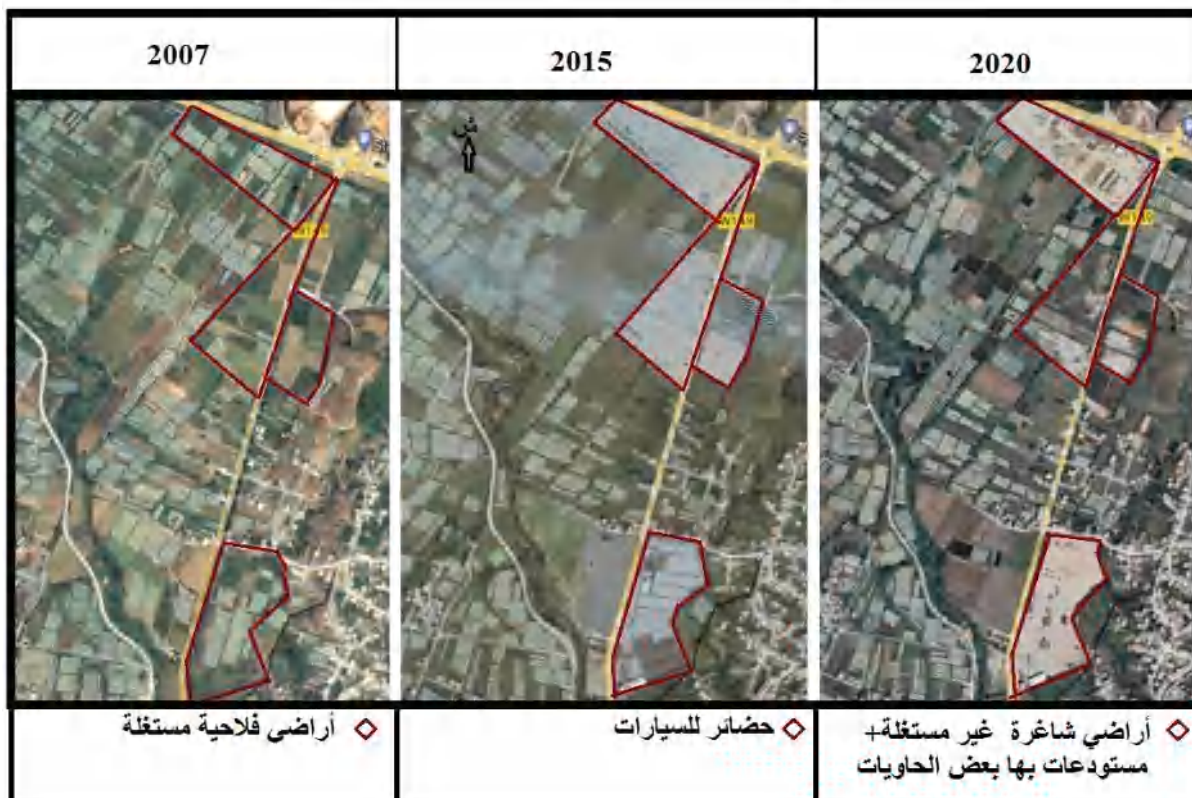 2007
2015
2020
ش
أراضي فلاحية مستغلة
حضائر للسيارات
أراضي شاغرة غير مستغلة+
مستودعات بها بعض الحاويات